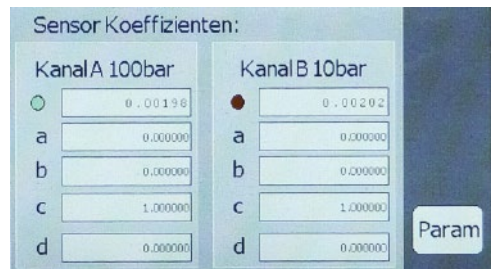 Sensor Koeffizienten:
Kanal A 100bar
0.00198
a 0.000000
b 0.000000
c 1.000000
d 0.000000
Kanal B 10bar
0.00202
a 0.000000
b 0.000000
c 1.000000
d 0.000000
Param